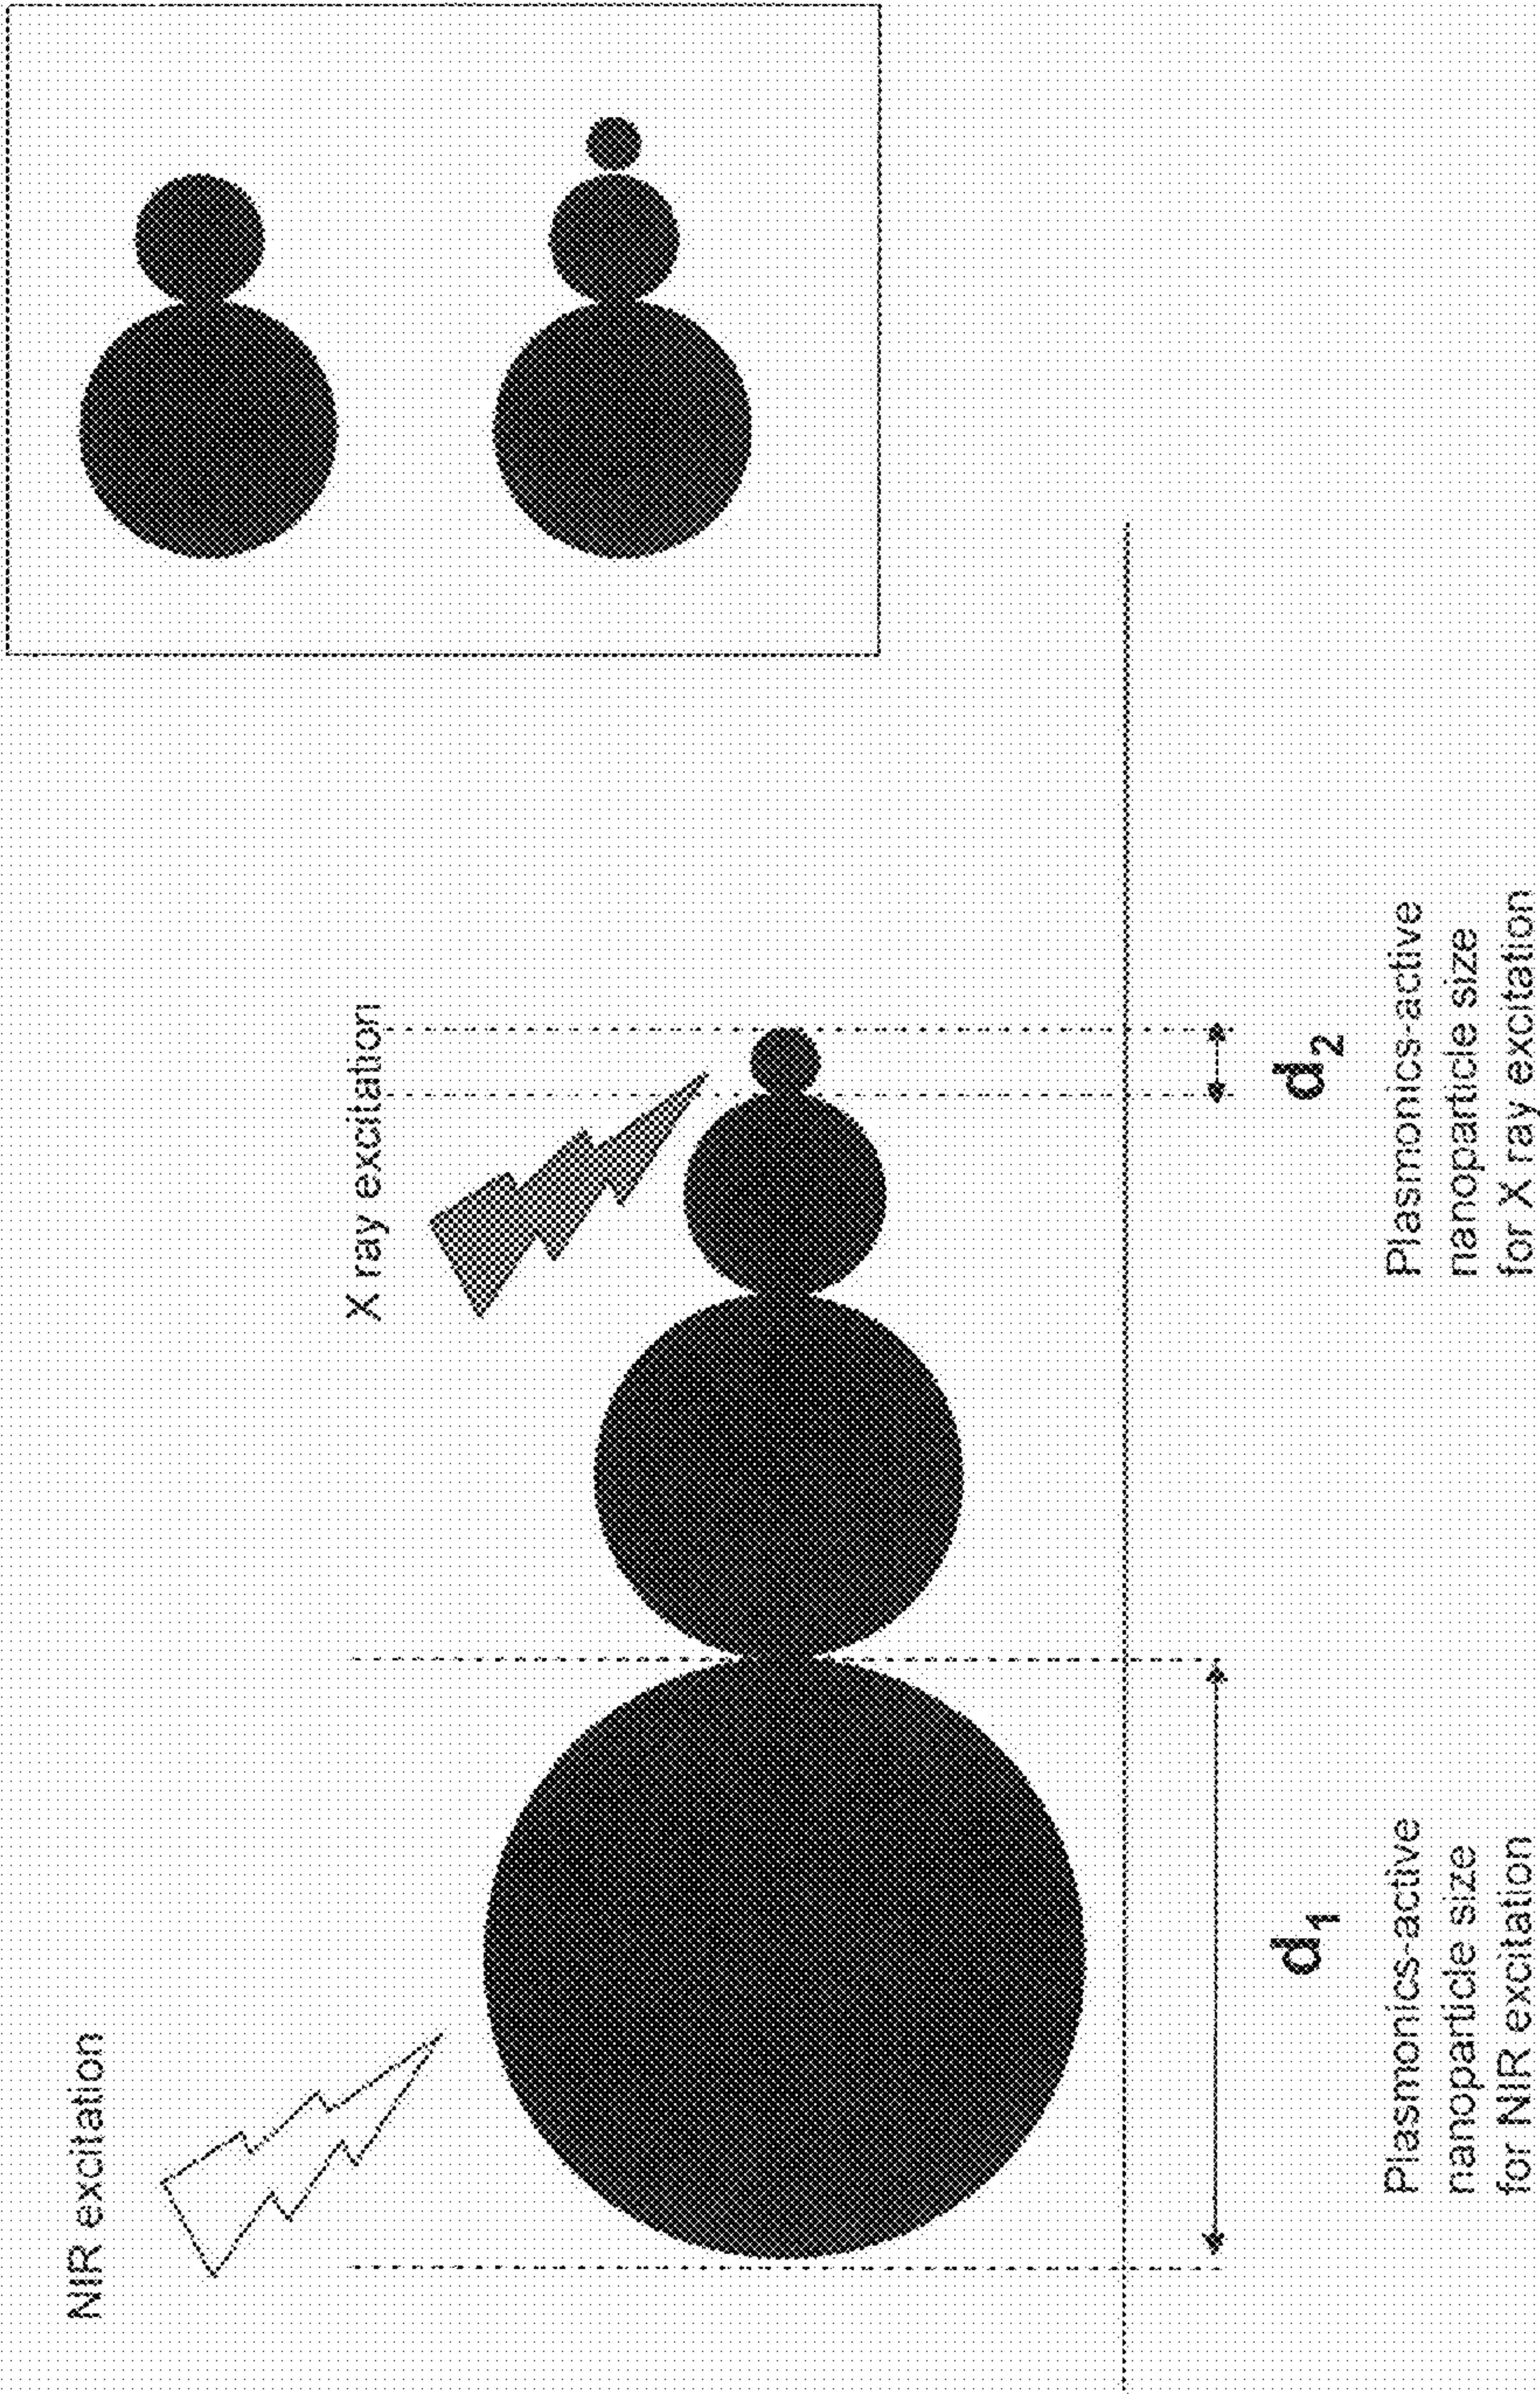 NIR excitation
X ray excitation
d1
d2
Plasmonics-active
nanoparticle size
for NIR excitation
Plasmonics-active
nanoparticle size
for X ray excitation